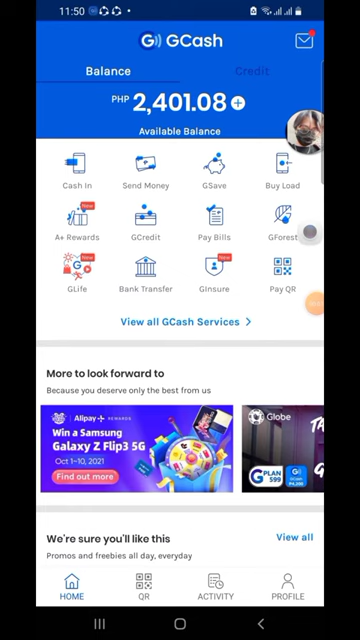 11:50
GCash
Balance
Credit
PHP 2,401.08
Available Balance
Cash In
Send Money
GSave
Buy Load
New
A+ Rewards
GCredit
Pay Bills
GForest
New
GLife
Bank Transfer
New
GInsure
Pay QR
View all GCash Services
More to look forward to
Because you deserve only the best from us
Alipay+ REWARDS
Win a Samsung
Galaxy Z Flip3 5G
Oct 1-10, 2021
Find out more
Globe
TA
G
GPLAN
599
We're sure you'll like this
View all
Promos and freebies all day, everyday
HOME
QR
ACTIVITY
PROFILE